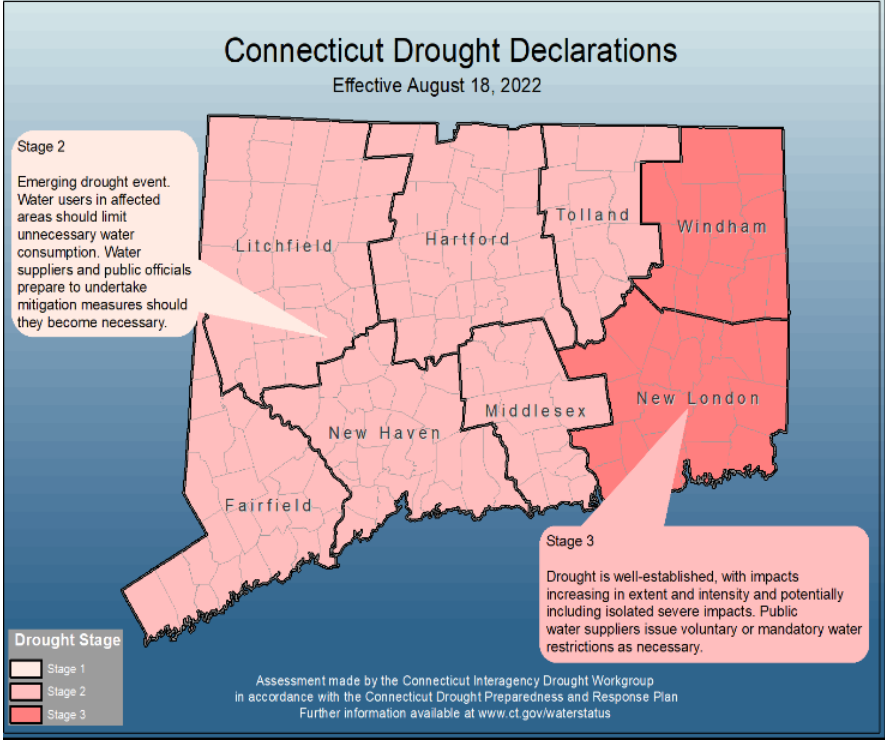 Connecticut Drought Declarations
Effective August 18, 2022
Stage 2
Emerging drought event.
Water users in affected
areas should limit
unnecessary water
consumption. Water
suppliers and public officials
prepare to undertake
mitigation measures should
they become necessary.
Litchfield
Hartford
Tolland
Windham
New Haven
Middlesex
New London
Fairfield
Stage 3
Drought is well-established, with impacts
increasing in extent and intensity and potentially
including isolated severe impacts. Public
water suppliers issue voluntary or mandatory water
restrictions as necessary.
Drought Stage
Stage 1
Stage 2
Stage 3
Assessment made by the Connecticut Interagency Drought Workgroup
in accordance with the Connecticut Drought Preparedness and Response Plan
Further information available at www.ct.gov/waterstatus